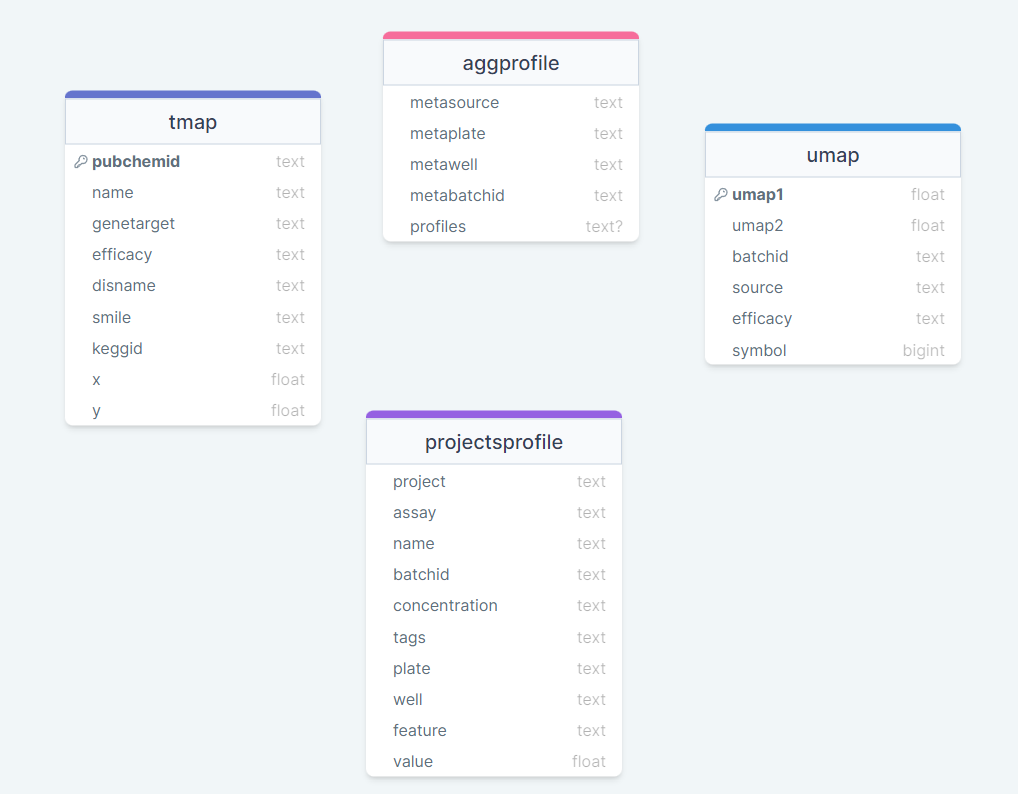 tmap
pubchemid text
name text
genetarget text
efficacy text
disname text
smile text
keggid text
x float
y float
aggprofile
metasource text
metaplate text
metawell text
metabatchid text
profiles text?
umap
umap1 float
umap2 float
batchid text
source text
efficacy text
symbol bigint
projectsprofile
project text
assay text
name text
batchid text
concentration text
tags text
plate text
well text
feature text
value float